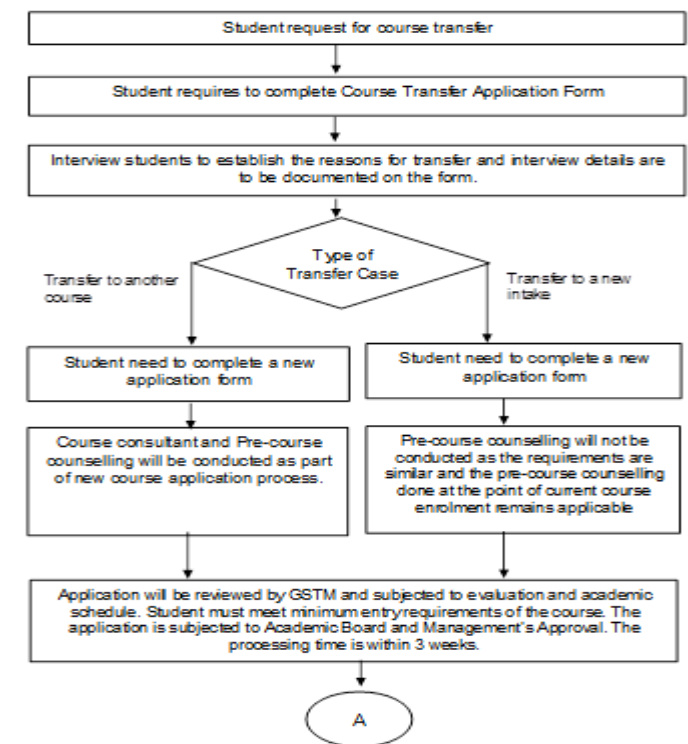 Student request for course transfer
Student requires to complete Course Transfer Application Form
Interview students to establish the reasons for transfer and interview details are
to be documented on the form.
Type of
Transfer Case
Transfer to another
course
Transfer to a new
intake
Student need to complete a new
application form
Student need to complete a new
application form
Course consultant and Pre-course
counselling will be conducted as part
of new course application process.
Pre-course counselling will not be
conducted as the requirements are
similar and the pre-course counselling
done at the point of current course
enrolment remains applicable
Application will be reviewed by GSTM and subjected to evaluation and academic
schedule. Student must meet minimum entry requirements of the course. The
application is subjected to Academic Board and Management's Approval. The
processing time is within 3 weeks.
A